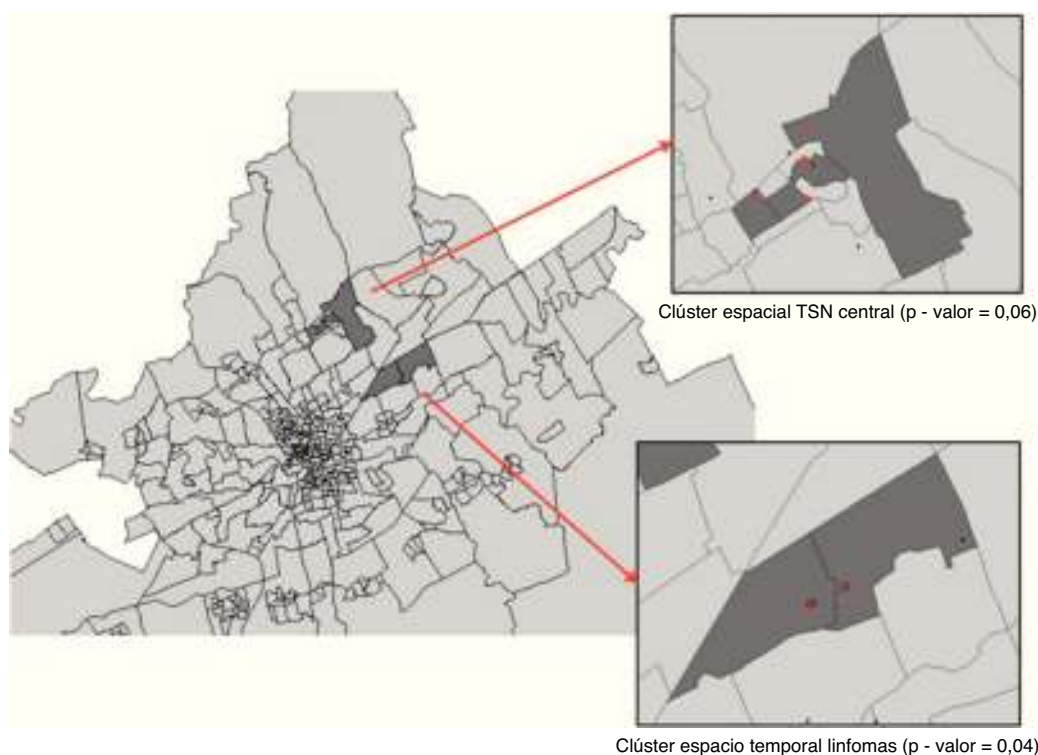 Clúster espacial TSN central (p - valor = 0,06)
Clúster espacio temporal linfomas (p - valor = 0,04)